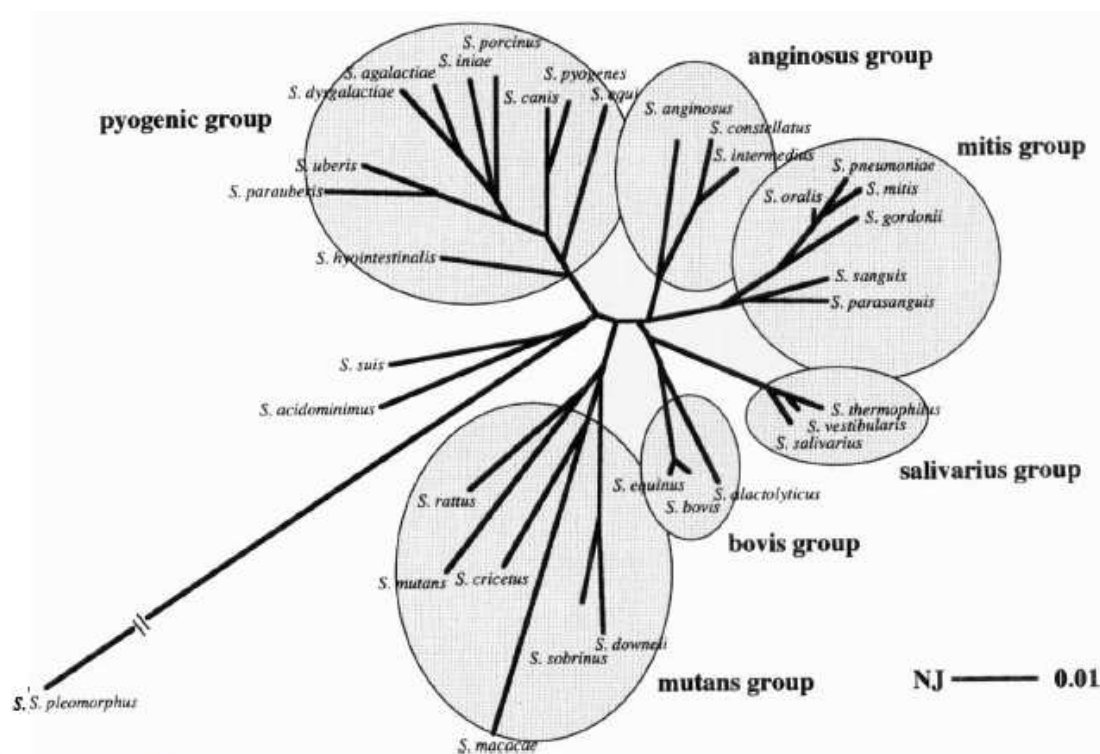 S. porcinus
anginosus group
S. iniae
S. agalactiae
S. pyogenes
S. dysgalactiae
S. canis
S. equi
S. anginosus
pyogenic group
S. constellatus
mitis group
S. intermedius
S. uberis
S. pneumoniae
S. parauberis
S. oralis
S. mitis
S. gordonii
S. hyointestinalis
S. sanguis
S. parasanguis
S. suis
S. acidominimus
S. thermophilus
S. vestibularis
S. salivarius
salivarius group
S. rattus
S. equinus
S. alactolyticus
S. bovis
bovis group
S. mutans
S. cricetus
S. downeii
S. sobrinus
mutans group
NJ 0.01
S. S. pleomorphus
S. macacae